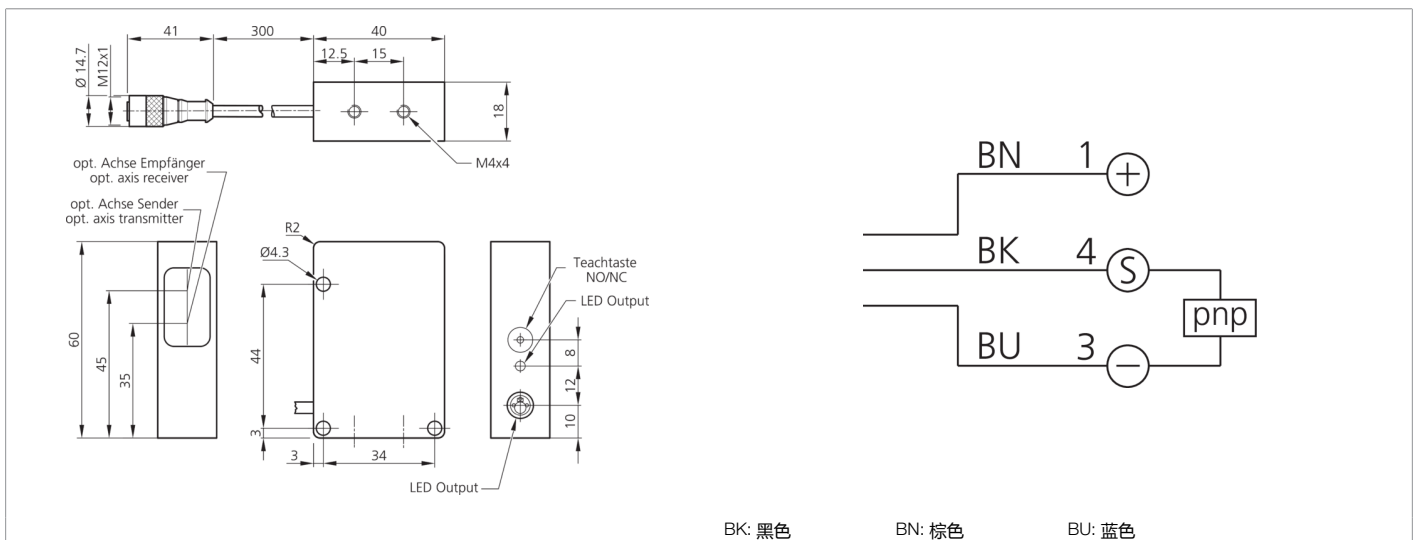 41
300
40
12.5
15
Ø 14.7
M12x1
18
M4x4
opt. Achse Empfänger
opt. axis receiver
opt. Achse Sender
opt. axis transmitter
R2
Ø4.3
Teachtaste
NO/NC
LED Output
60
45
35
44
3
3
34
8
12
10
LED Output
BN
1
+
BK
4
S
pnp
BU
3
−
BK: 黑色
BN: 棕色
BU: 蓝色